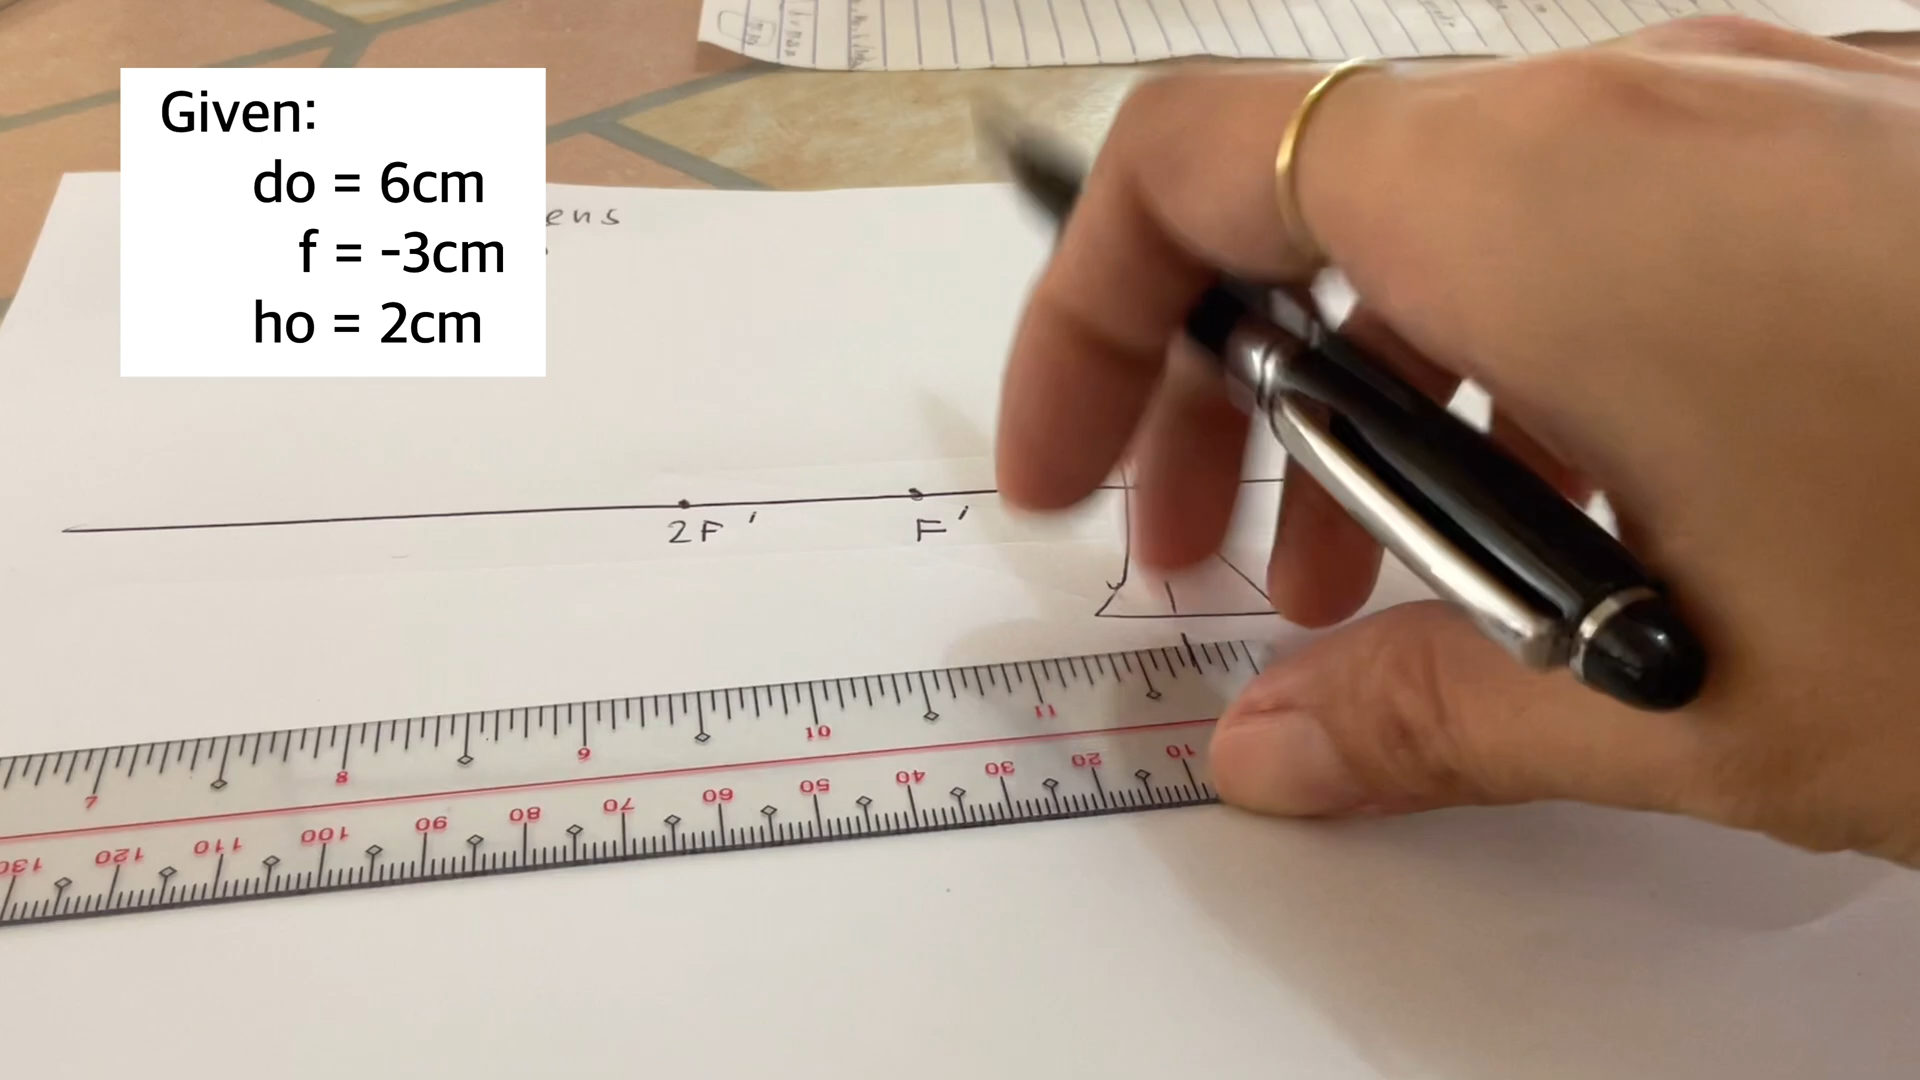 Given:
do = 6cm
f = -3cm
ho = 2cm
ens
2F' F'
7 8 9 10 11
130 120 110 100 90 80 70 60 50 40 30 20 10